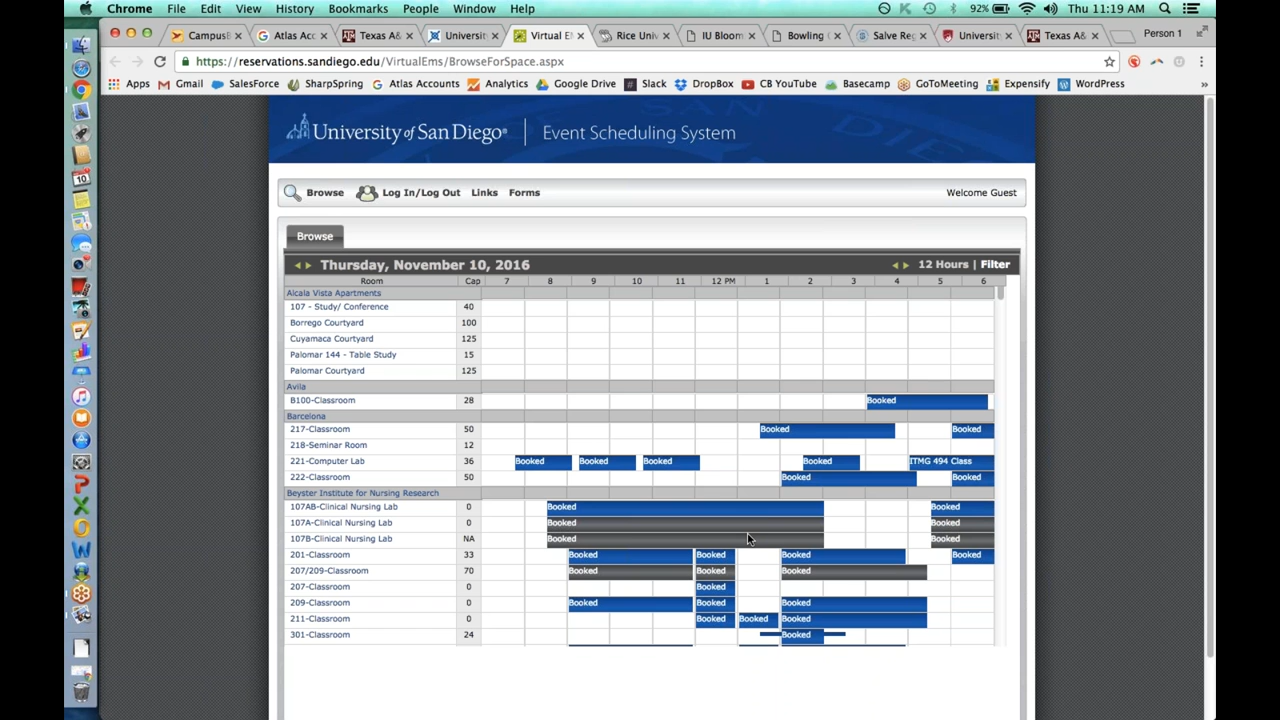 Chrome File Edit View History Bookmarks People Window Help 92% Thu 11:19 AM
CampusB Atlas Acc Texas A& University Virtual E Rice Univ IU Bloom Bowling Salve Reg University Texas A& Person 1
https://reservations.sandiego.edu/VirtualEms/BrowseForSpace.aspx
Apps Gmail SalesForce SharpSpring Atlas Accounts Analytics Google Drive Slack DropBox CB YouTube Basecamp GoToMeeting Expensify WordPress »
University of San Diego® Event Scheduling System
Browse Log In/Log Out Links Forms Welcome Guest
Browse
Thursday, November 10, 2016 12 Hours | Filter
Room Cap 7 8 9 10 11 12 PM 1 2 3 4 5 6
Alcala Vista Apartments
107 - Study/ Conference 40
Borrego Courtyard 100
Cuyamaca Courtyard 125
Palomar 144 - Table Study 15
Palomar Courtyard 125
Avila
B100-Classroom 28 Booked
Barcelona
217-Classroom 50 Booked Booked
218-Seminar Room 12
221-Computer Lab 36 Booked Booked Booked Booked ITMG 494 Class
222-Classroom 50 Booked Booked
Beyster Institute for Nursing Research
107AB-Clinical Nursing Lab 0 Booked Booked
107A-Clinical Nursing Lab 0 Booked Booked
107B-Clinical Nursing Lab NA Booked Booked
201-Classroom 33 Booked Booked Booked Booked
207/209-Classroom 70 Booked Booked Booked
207-Classroom 0 Booked
209-Classroom 0 Booked Booked Booked
211-Classroom 0 Booked Booked Booked
301-Classroom 24 Booked